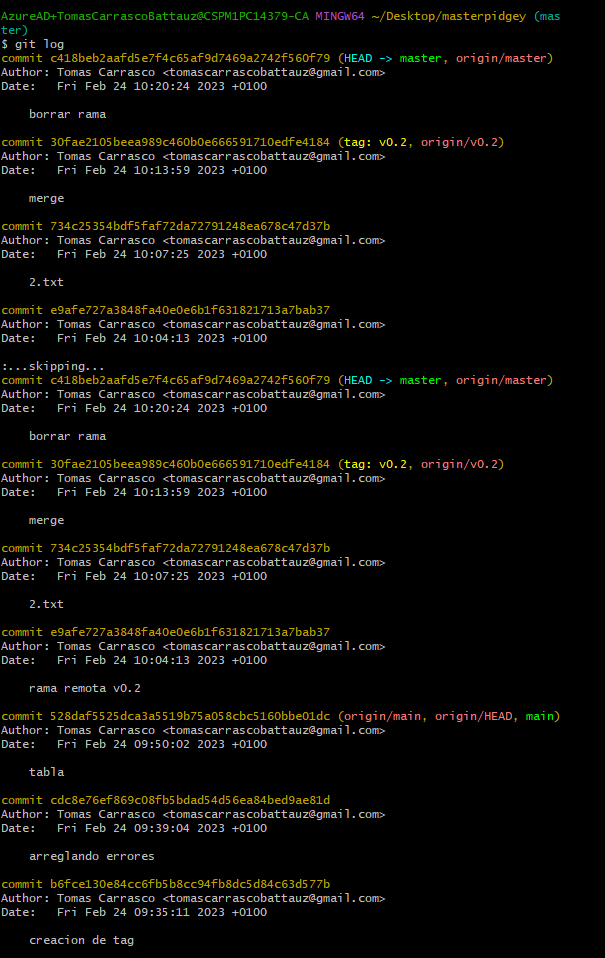 AzureAD+TomasCarrascoBattauz@CSPM1PC14379-CA MINGW64 ~/Desktop/masterpidgey (mas
ter)
$ git log
commit c418beb2aafd5e7f4c65af9d7469a2742f560f79 (HEAD -> master, origin/master)
Author: Tomas Carrasco <tomascarrascobattauz@gmail.com>
Date:   Fri Feb 24 10:20:24 2023 +0100
    borrar rama
commit 30fae2105beea989c460b0e666591710edfe4184 (tag: v0.2, origin/v0.2)
Author: Tomas Carrasco <tomascarrascobattauz@gmail.com>
Date:   Fri Feb 24 10:13:59 2023 +0100
    merge
commit 734c25354bdf5faf72da72791248ea678c47d37b
Author: Tomas Carrasco <tomascarrascobattauz@gmail.com>
Date:   Fri Feb 24 10:07:25 2023 +0100
    2.txt
commit e9afe727a3848fa40e0e6b1f631821713a7bab37
Author: Tomas Carrasco <tomascarrascobattauz@gmail.com>
Date:   Fri Feb 24 10:04:13 2023 +0100
:...skipping...
commit c418beb2aafd5e7f4c65af9d7469a2742f560f79 (HEAD -> master, origin/master)
Author: Tomas Carrasco <tomascarrascobattauz@gmail.com>
Date:   Fri Feb 24 10:20:24 2023 +0100
    borrar rama
commit 30fae2105beea989c460b0e666591710edfe4184 (tag: v0.2, origin/v0.2)
Author: Tomas Carrasco <tomascarrascobattauz@gmail.com>
Date:   Fri Feb 24 10:13:59 2023 +0100
    merge
commit 734c25354bdf5faf72da72791248ea678c47d37b
Author: Tomas Carrasco <tomascarrascobattauz@gmail.com>
Date:   Fri Feb 24 10:07:25 2023 +0100
    2.txt
commit e9afe727a3848fa40e0e6b1f631821713a7bab37
Author: Tomas Carrasco <tomascarrascobattauz@gmail.com>
Date:   Fri Feb 24 10:04:13 2023 +0100
    rama remota v0.2
commit 528daf5525dca3a5519b75a058cbc5160bbe01dc (origin/main, origin/HEAD, main)
Author: Tomas Carrasco <tomascarrascobattauz@gmail.com>
Date:   Fri Feb 24 09:50:02 2023 +0100
    tabla
commit cdc8e76ef869c08fb5bdad54d56ea84bed9ae81d
Author: Tomas Carrasco <tomascarrascobattauz@gmail.com>
Date:   Fri Feb 24 09:39:04 2023 +0100
    arreglando errores
commit b6fce130e84cc6fb5b8cc94fb8dc5d84c63d577b
Author: Tomas Carrasco <tomascarrascobattauz@gmail.com>
Date:   Fri Feb 24 09:35:11 2023 +0100
    creacion de tag